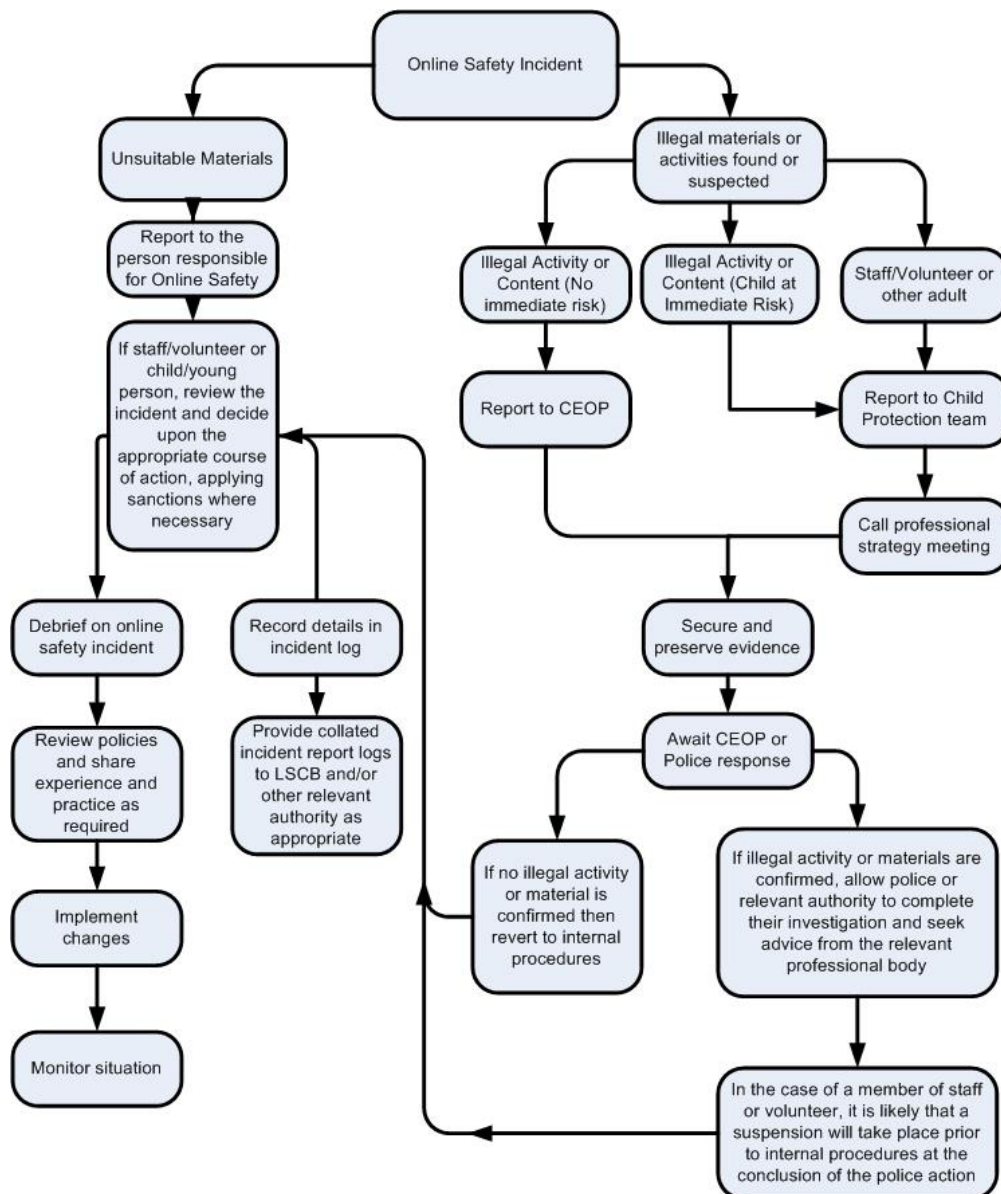 Online Safety Incident
Unsuitable Materials
Report to the
person responsible
for Online Safety
If staff/volunteer or
child/young
person, review the
incident and decide
upon the
appropriate course
of action, applying
sanctions where
necessary
Debrief on online
safety incident
Review policies
and share
experience and
practice as
required
Implement
changes
Monitor situation
Record details in
incident log
Provide collated
incident report logs
to LSCB and/or
other relevant
authority as
appropriate
Illegal materials or
activities found or
suspected
Illegal Activity or
Content (No
immediate risk)
Illegal Activity or
Content (Child at
Immediate Risk)
Staff/Volunteer or
other adult
Report to CEOP
Report to Child
Protection team
Call professional
strategy meeting
Secure and
preserve evidence
Await CEOP or
Police response
If no illegal activity
or material is
confirmed then
revert to internal
procedures
If illegal activity or materials are
confirmed, allow police or
relevant authority to complete
their investigation and seek
advice from the relevant
professional body
In the case of a member of staff
or volunteer, it is likely that a
suspension will take place prior
to internal procedures at the
conclusion of the police action